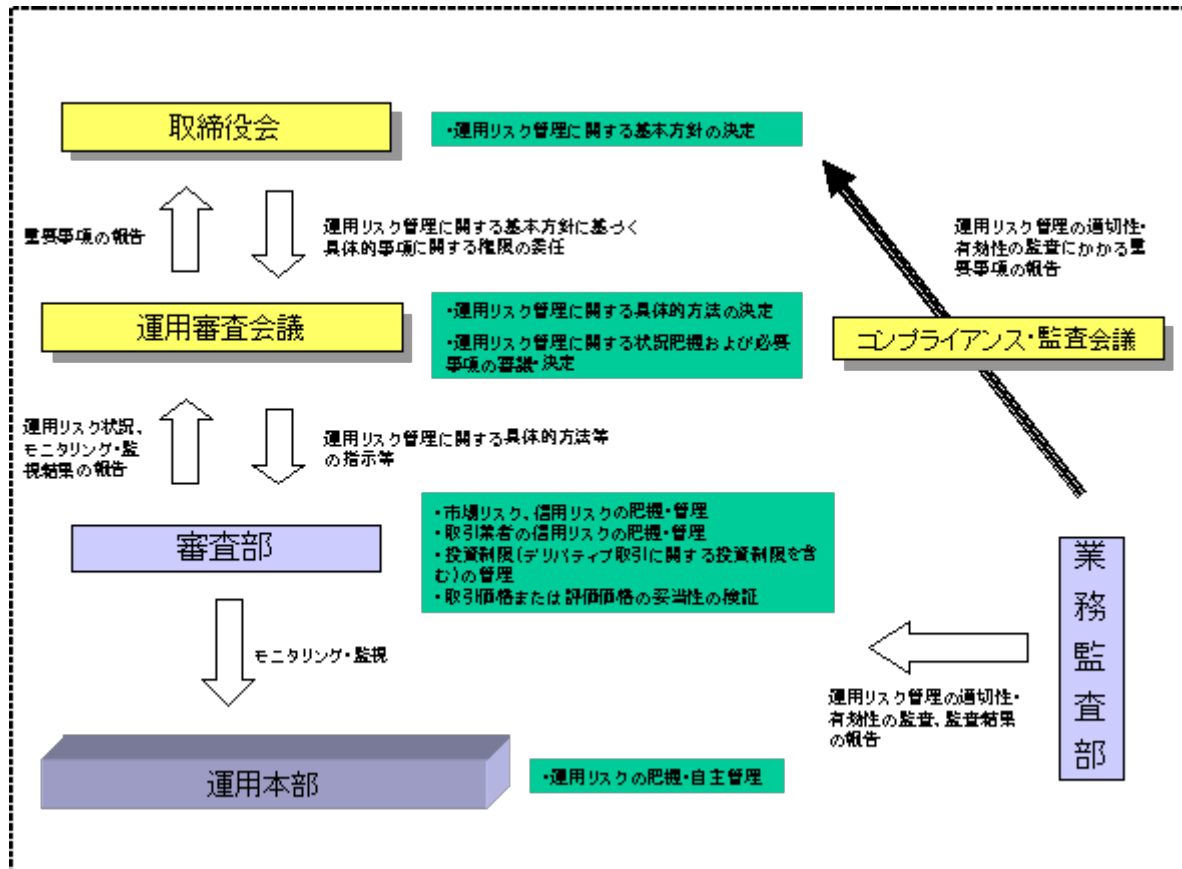 取締役会
・運用リスク管理に関する基本方針の決定
重要事項の報告
運用リスク管理に関する基本方針に基づく
具体的事項に関する権限の委任
運用リスク管理の適切性・
有効性の監査にかかる重
要事項の報告
運用審査会議
・運用リスク管理に関する具体的方法の決定
・運用リスク管理に関する状況把握および必要
事項の審議・決定
コンプライアンス・監査会議
運用リスク状況、
モニタリング・監
視結果の報告
運用リスク管理に関する具体的方法等
の指示等
審査部
・市場リスク、信用リスクの把握・管理
・取引業者の信用リスクの把握・管理
・投資制限(デリバティブ取引に関する投資制限を含
む)の管理
・取引価格または評価価格の妥当性の検証
業務監査部
モニタリング・監視
運用リスク管理の適切性・
有効性の監査、監査結果
の報告
運用本部
・運用リスクの把握・自主管理